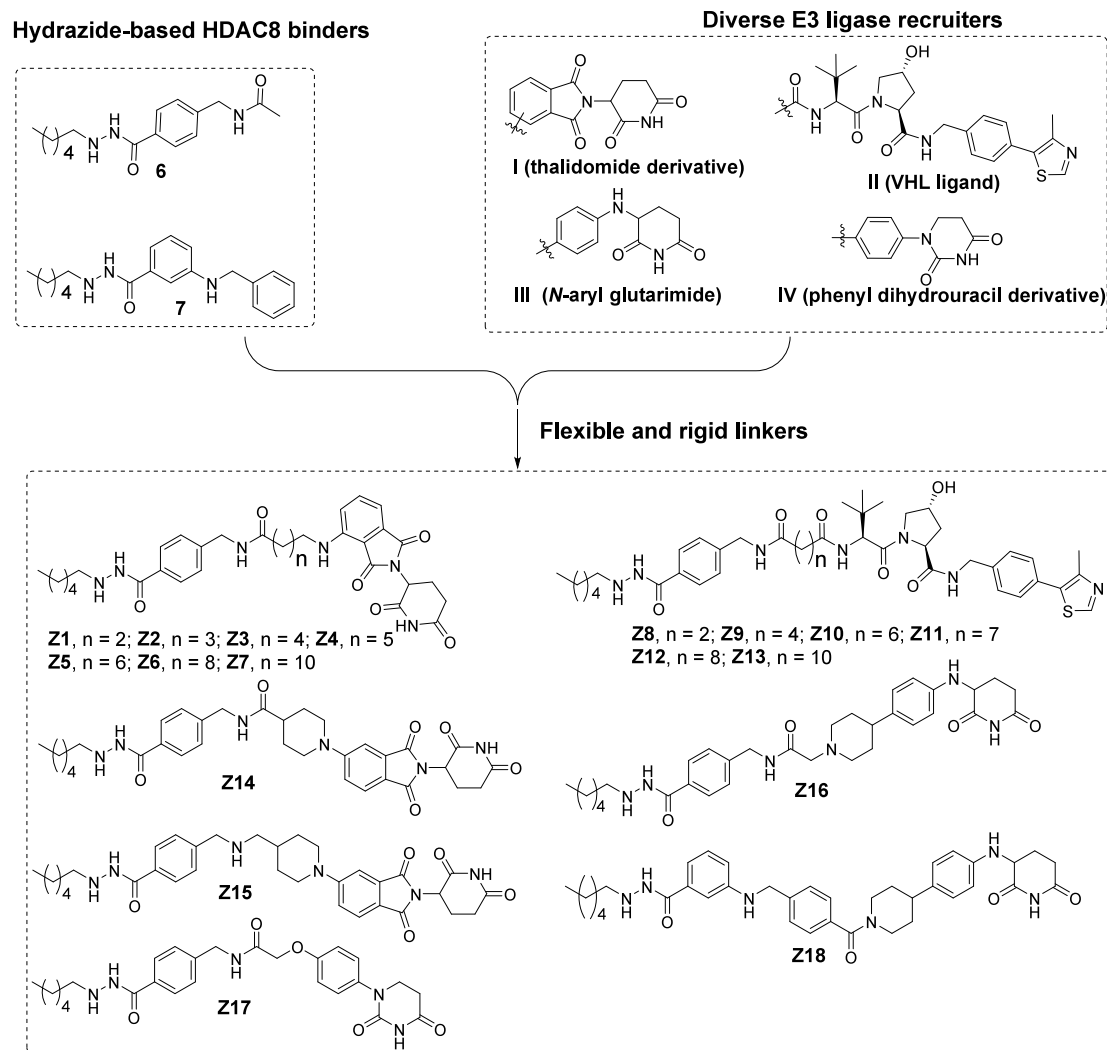 Hydrazide-based HDAC8 binders
Diverse E3 ligase recruiters
6
7
I (thalidomide derivative)
II (VHL ligand)
III (N-aryl glutarimide)
IV (phenyl dihydrouracil derivative)
Flexible and rigid linkers
Z1, n = 2; Z2, n = 3; Z3, n = 4; Z4, n = 5
Z5, n = 6; Z6, n = 8; Z7, n = 10
Z8, n = 2; Z9, n = 4; Z10, n = 6; Z11, n = 7
Z12, n = 8; Z13, n = 10
Z14
Z16
Z15
Z18
Z17